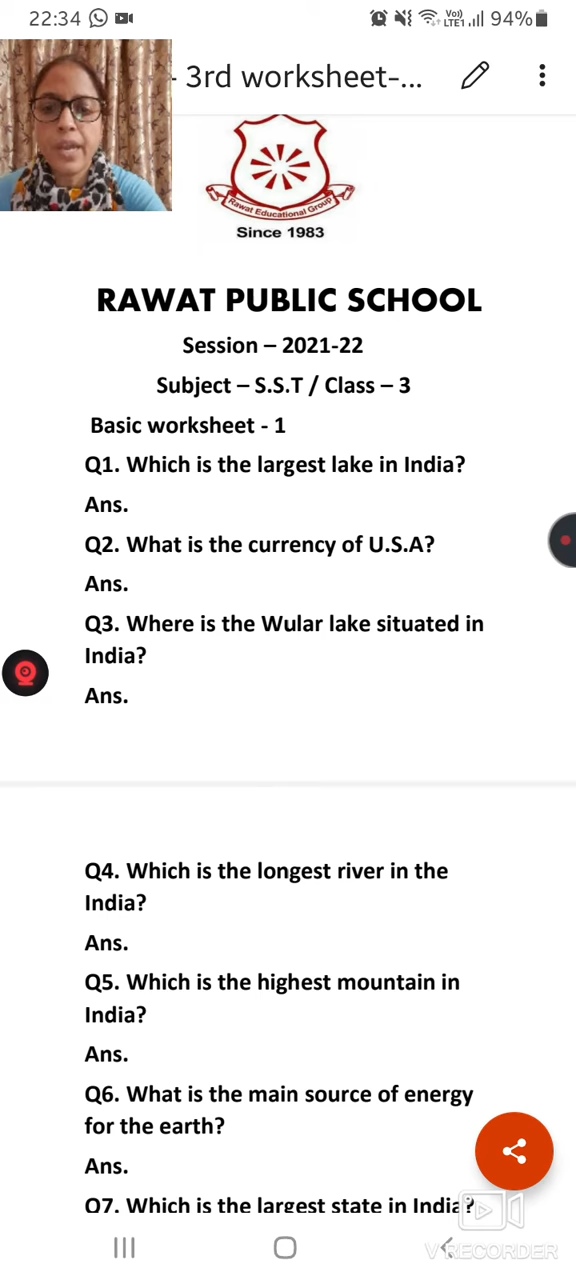 22:34
Vo)) LTE1 94%
- 3rd worksheet-...
Rawat Educational Group
Since 1983
RAWAT PUBLIC SCHOOL
Session – 2021-22
Subject – S.S.T / Class – 3
Basic worksheet - 1
Q1. Which is the largest lake in India?
Ans.
Q2. What is the currency of U.S.A?
Ans.
Q3. Where is the Wular lake situated in
India?
Ans.
Q4. Which is the longest river in the
India?
Ans.
Q5. Which is the highest mountain in
India?
Ans.
Q6. What is the main source of energy
for the earth?
Ans.
Q7. Which is the largest state in India?
V RECORDER